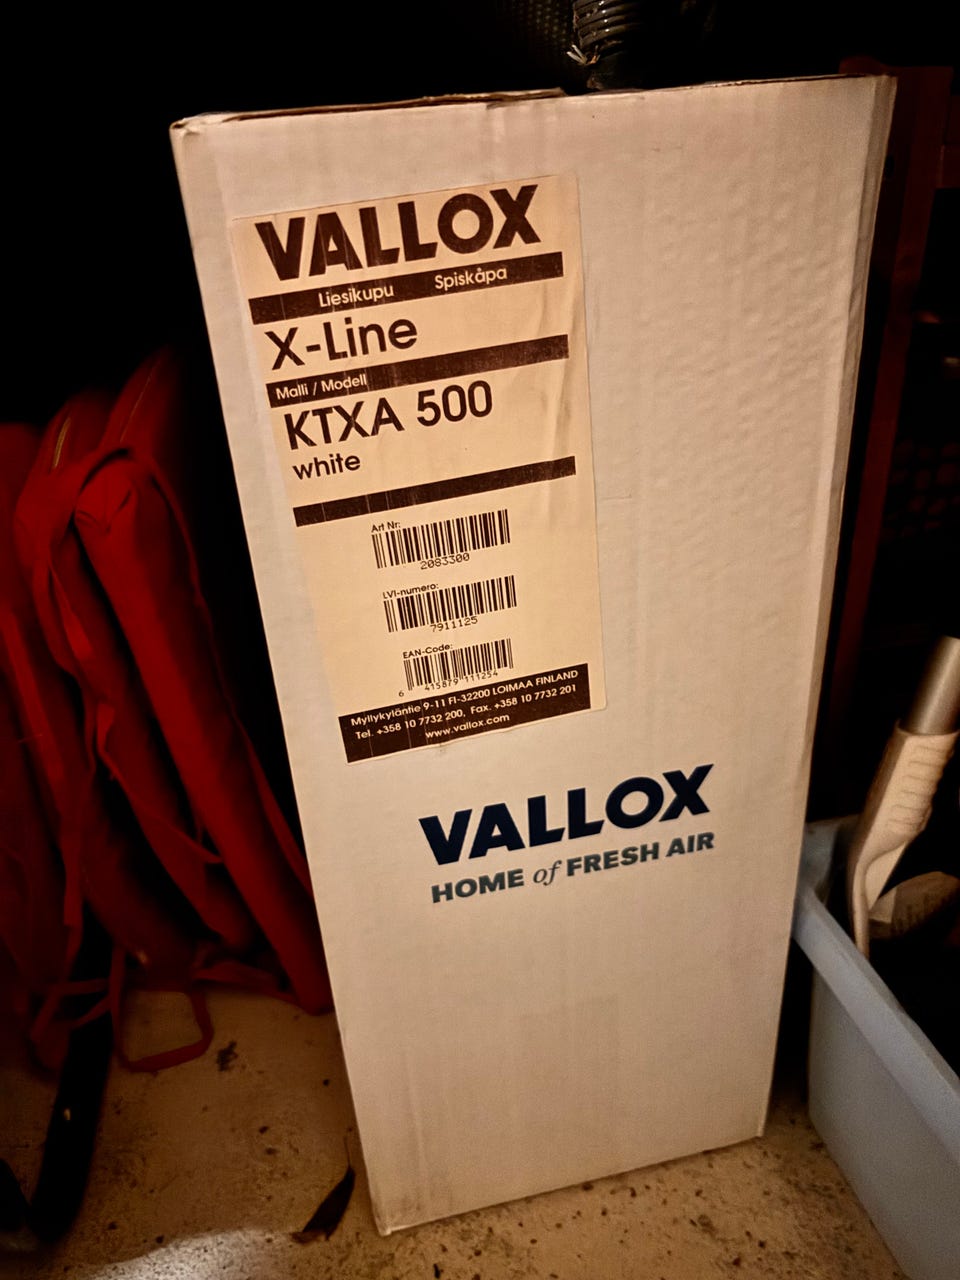 VALLOX
Liesikupu Spiskåpa
X-Line
Malli / Modell
KTXA 500
white
Art Nr:
2083300
LVI-numero:
7911125
EAN-Code:
6 415879 111254
Myllykyläntie 9-11 FI-32200 LOIMAA FINLAND
Tel. +358 10 7732 200, Fax. +358 10 7732 201
www.vallox.com
VALLOX
HOME of FRESH AIR